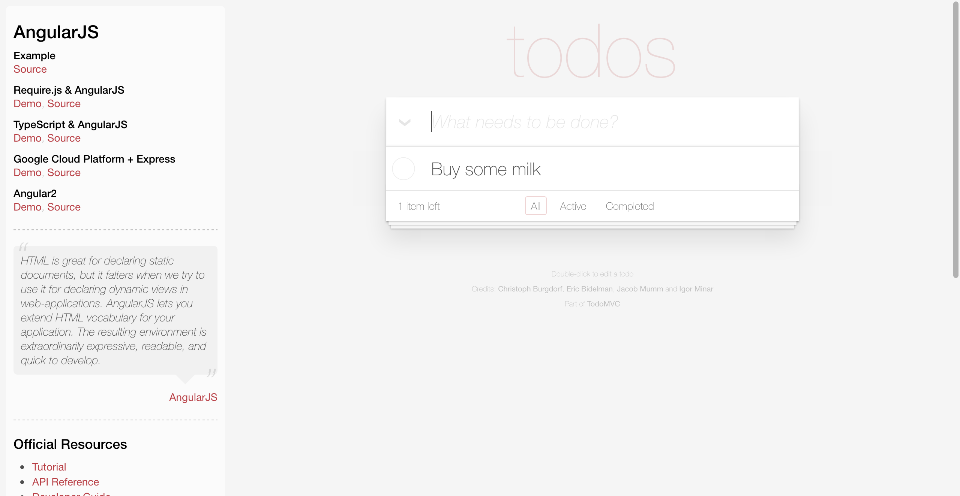 AngularJS
Example
Source
Require.js & AngularJS
Demo, Source
TypeScript & AngularJS
Demo, Source
Google Cloud Platform + Express
Demo, Source
Angular2
Demo, Source
“
HTML is great for declaring static
documents, but it falters when we try to
use it for declaring dynamic views in
web-applications. AngularJS lets you
extend HTML vocabulary for your
application. The resulting environment is
extraordinarily expressive, readable, and
quick to develop.
”
AngularJS
Official Resources
• Tutorial
• API Reference
• Developer Guide
todos
What needs to be done?
Buy some milk
1 item left
All
Active
Completed
Double-click to edit a todo
Credits: Christoph Burgdorf, Eric Bidelman, Jacob Mumm and Igor Minar
Part of TodoMVC